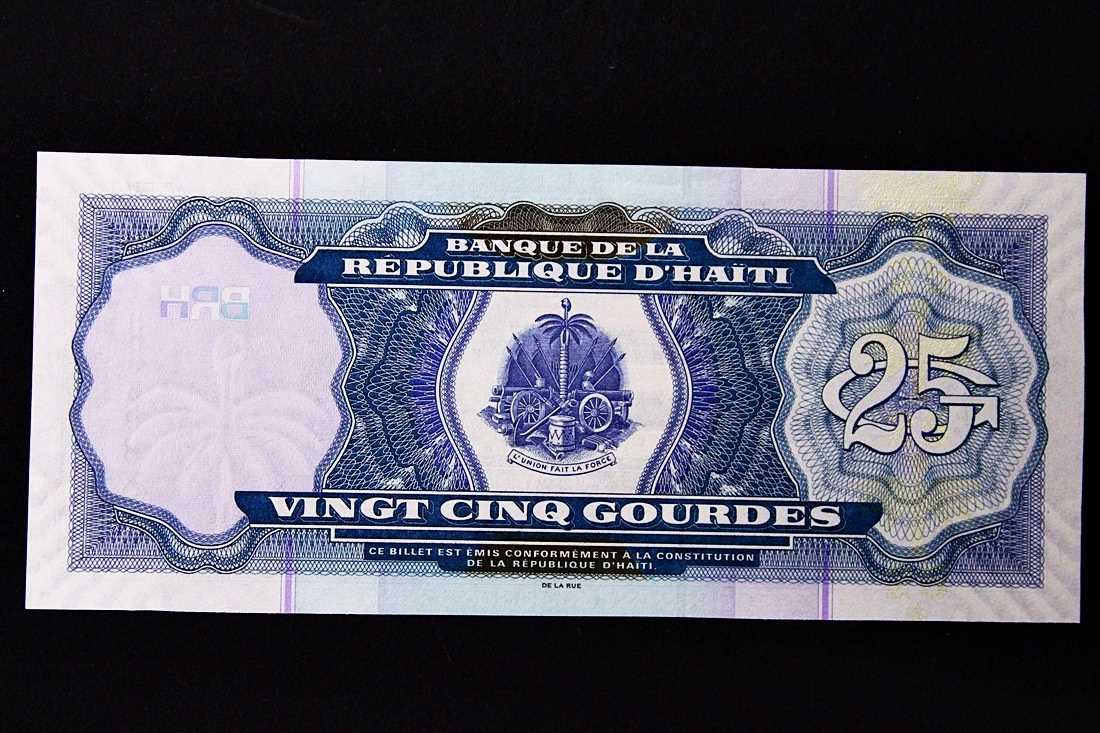 BANQUE DE LA
RÉPUBLIQUE D'HAÏTI
25
L'UNION FAIT LA FORCE
VINGT CINQ GOURDES
CE BILLET EST ÉMIS CONFORMÉMENT À LA CONSTITUTION
DE LA RÉPUBLIQUE D'HAÏTI.
DE LA RUE